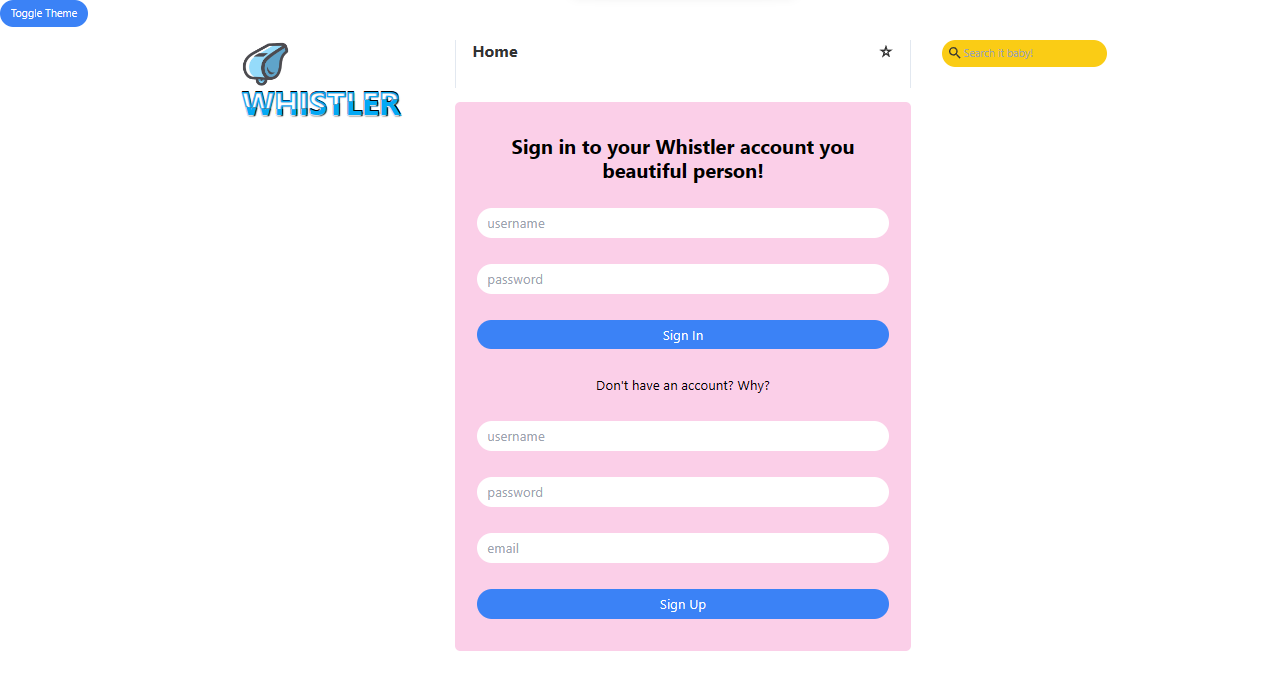 Toggle Theme
WHISTLER
Home
Search it baby!
Sign in to your Whistler account you
beautiful person!
username
password
Sign In
Don't have an account? Why?
username
password
email
Sign Up